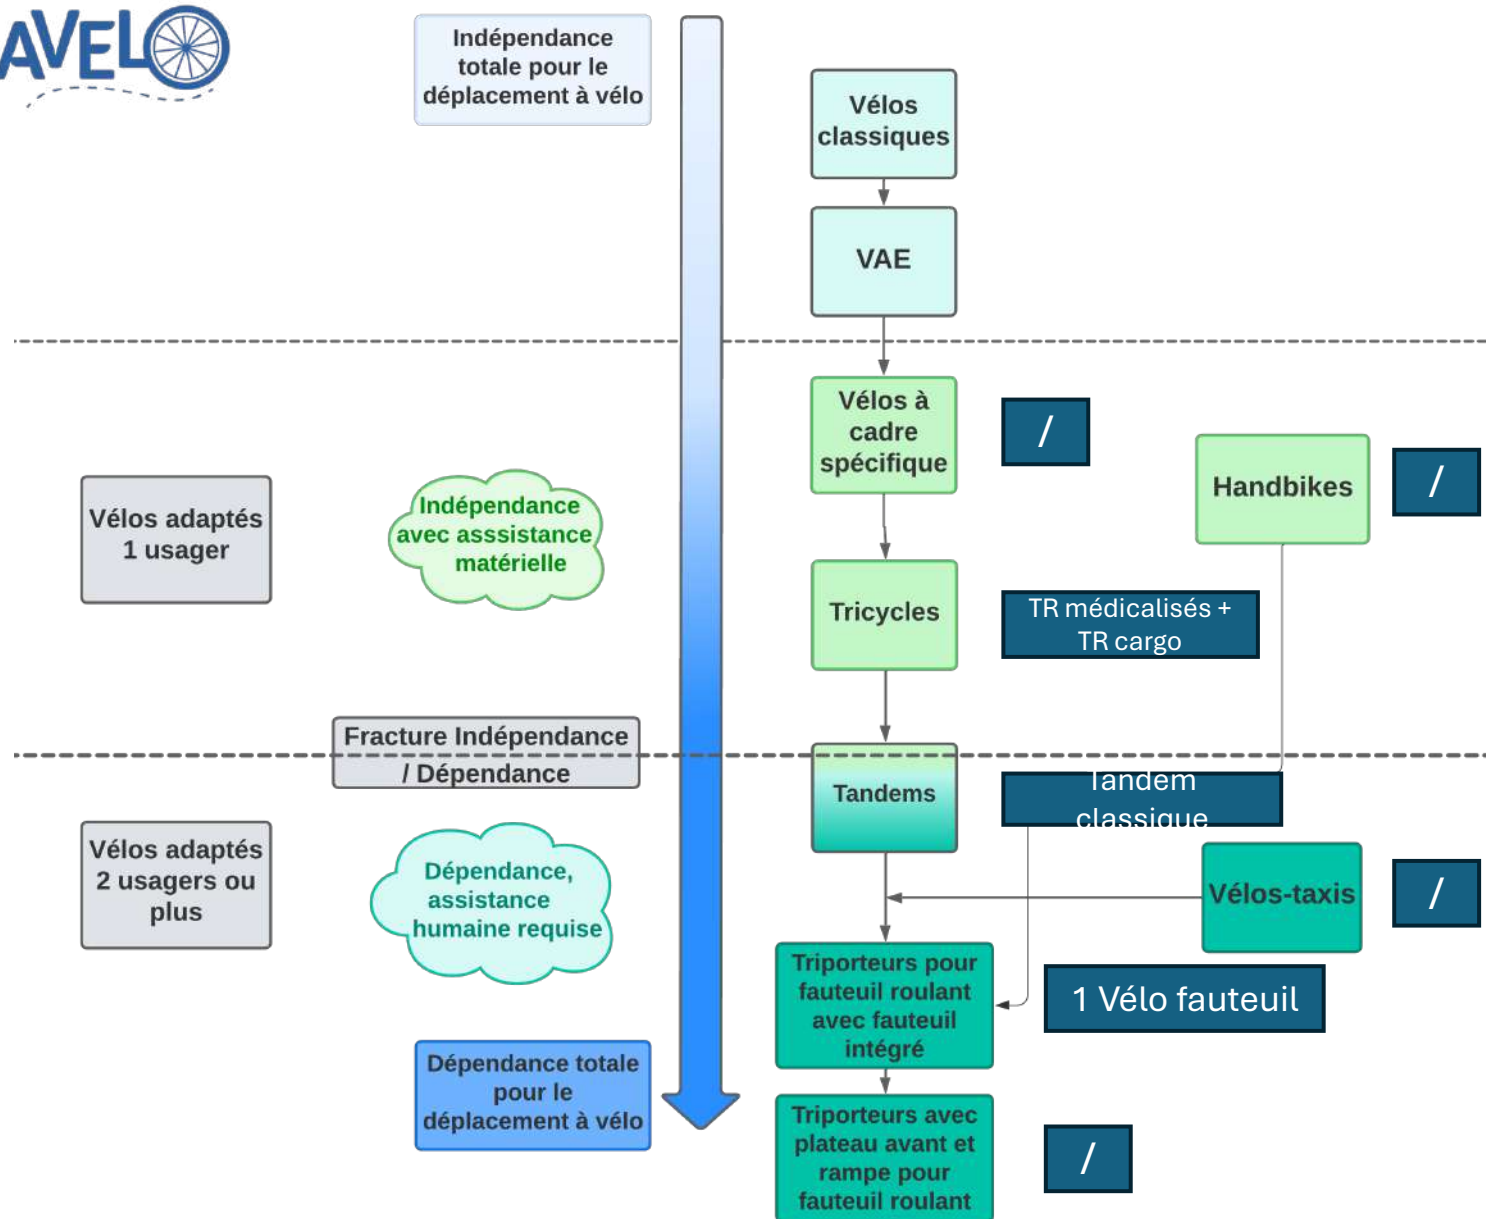 AVELO
Indépendance
totale pour le
déplacement à vélo
Vélos
classiques
VAE
Vélos à
cadre
spécifique
/
Handbikes
/
Vélos adaptés
1 usager
Indépendance
avec asssistance
matérielle
Tricycles
TR médicalisés +
TR cargo
Fracture Indépendance
/ Dépendance
Tandems
Tandem
classique
Vélos adaptés
2 usagers ou
plus
Dépendance,
assistance
humaine requise
Vélos-taxis
/
Triporteurs pour
fauteuil roulant
avec fauteuil
intégré
1 Vélo fauteuil
Dépendance totale
pour le
déplacement à vélo
Triporteurs avec
plateau avant et
rampe pour
fauteuil roulant
/